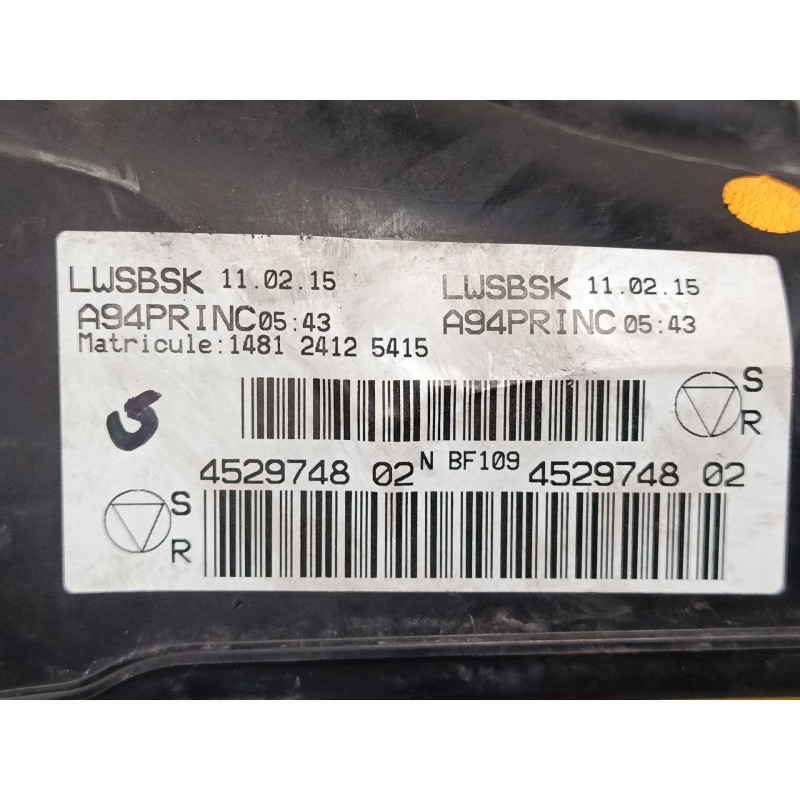 LWSBSK 11.02.15 LWSBSK 11.02.15
A94PRINC 05:43 A94PRINC 05:43
Matricule:1481 2412 5415
5
S
R
4529748 02 N BF109 4529748 02
S
R